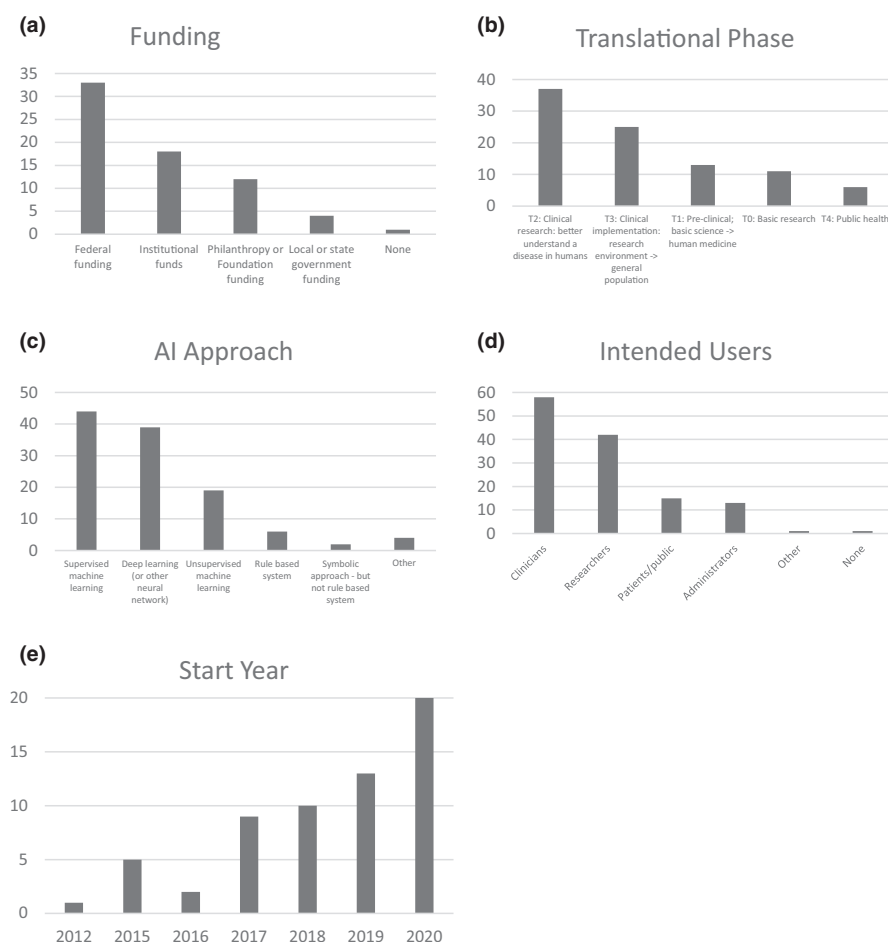 (a)
Funding
35
30
25
20
15
10
5
0
Federal
funding
Institutional
funds
Philanthropy or
Foundation
funding
Local or state
government
funding
None
(b)
Translational Phase
40
30
20
10
0
T2: Clinical
research: better
understand a
disease in humans
T3: Clinical
implementation:
research
environment ->
general
population
T1: Pre-clinical;
basic science ->
human medicine
T0: Basic research
T4: Public health
(c)
AI Approach
50
40
30
20
10
0
Supervised
machine
learning
Deep learning
(or other
neural
network)
Unsupervised
machine
learning
Rule based
system
Symbolic
approach - but
not rule based
system
Other
(d)
Intended Users
60
50
40
30
20
10
0
Clinicians
Researchers
Patients/public
Administrators
Other
None
(e)
Start Year
20
15
10
5
0
2012
2015
2016
2017
2018
2019
2020